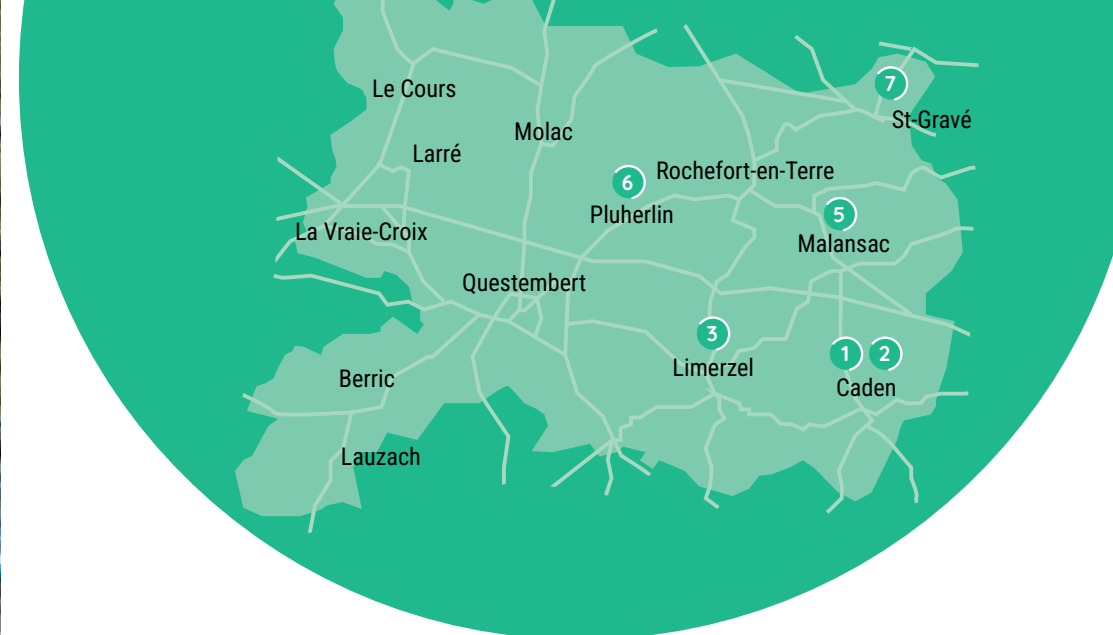 Le Cours
7
St-Gravé
Molac
Larré
Rochefort-en-Terre
6
Pluherlin
5
Malansac
La Vraie-Croix
Questembert
3
Limerzel
1 2
Caden
Berric
Lauzach